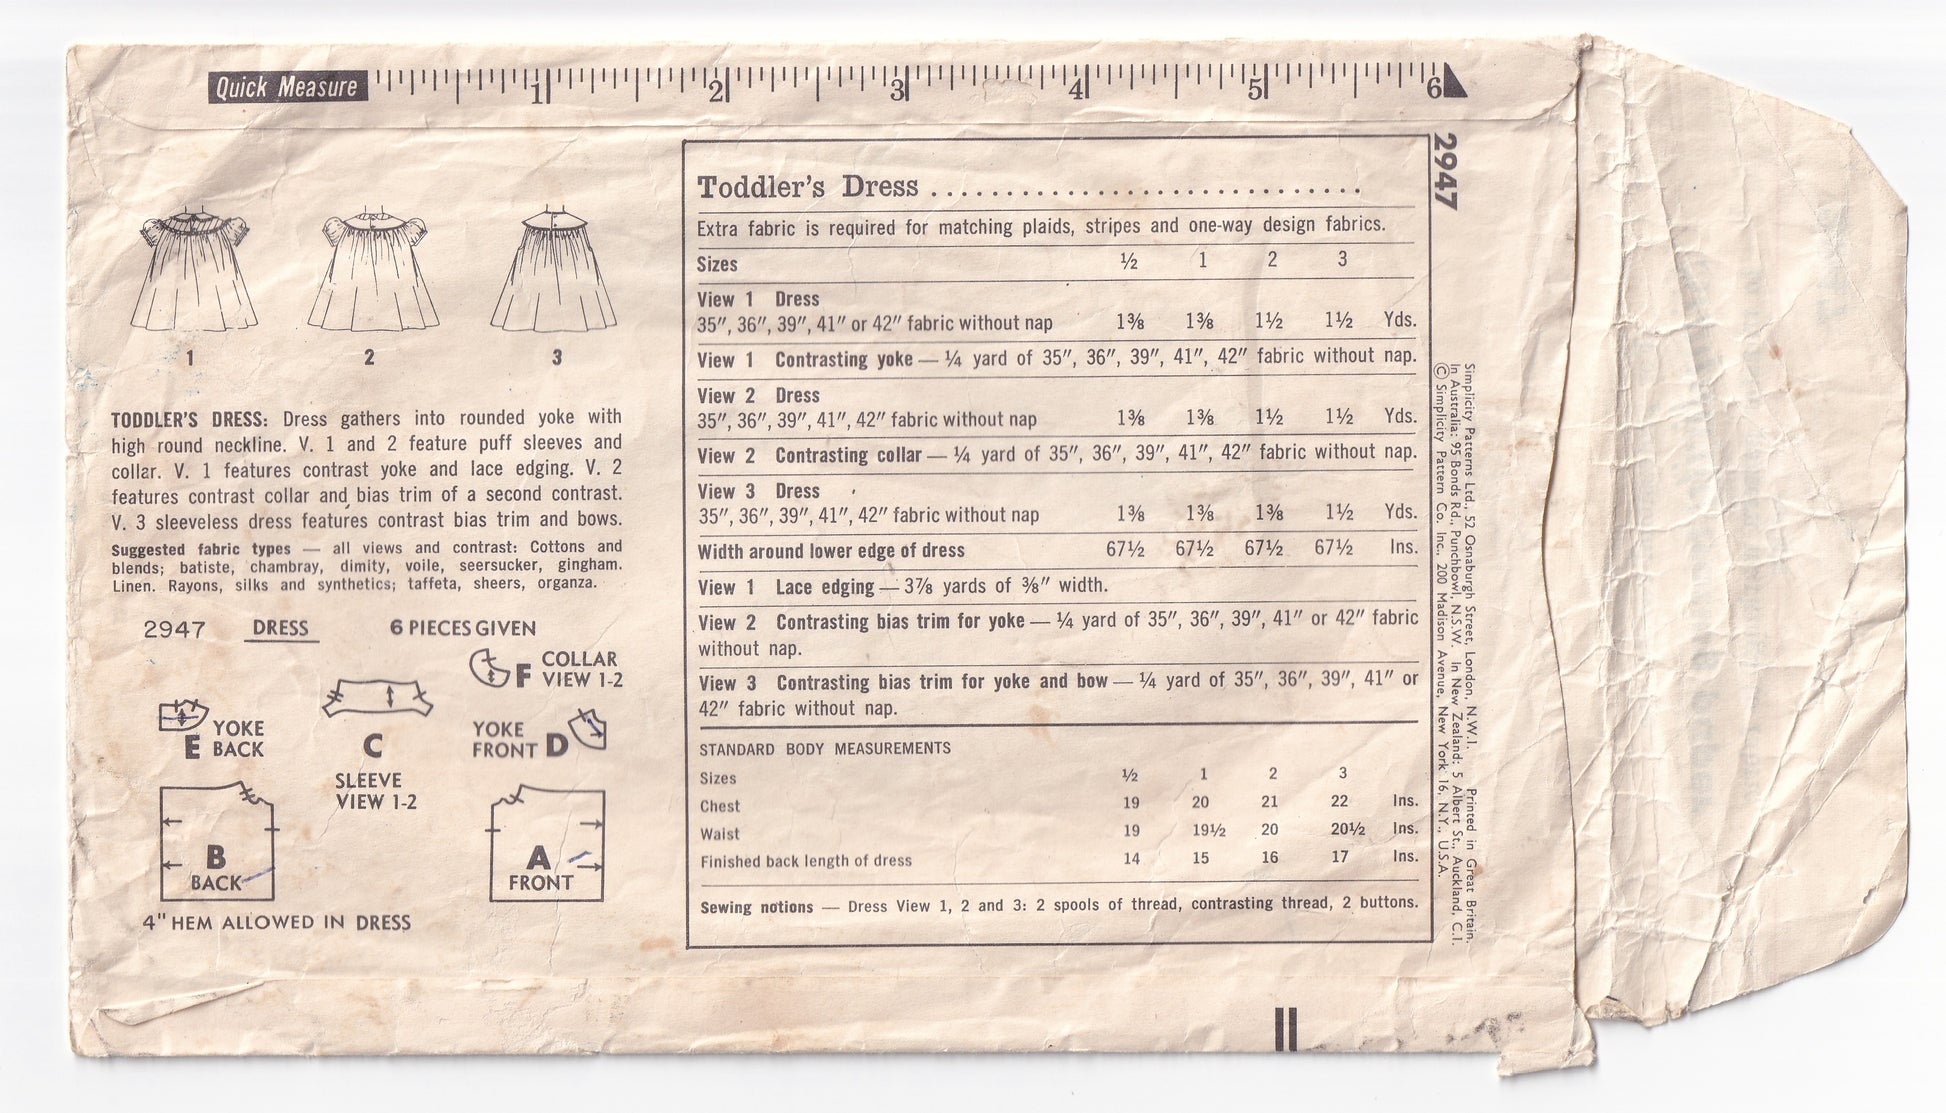 Quick Measure 1 2 3 4 5 6
1 2 3
TODDLER'S DRESS: Dress gathers into rounded yoke with
high round neckline. V. 1 and 2 feature puff sleeves and
collar. V. 1 features contrast yoke and lace edging. V. 2
features contrast collar and bias trim of a second contrast.
V. 3 sleeveless dress features contrast bias trim and bows.
Suggested fabric types — all views and contrast: Cottons and
blends; batiste, chambray, dimity, voile, seersucker, gingham.
Linen. Rayons, silks and synthetics; taffeta, sheers, organza.
2947 DRESS 6 PIECES GIVEN
F COLLAR
VIEW 1-2
E YOKE
BACK
C
SLEEVE
VIEW 1-2
YOKE
FRONT D
B
BACK
A
FRONT
4" HEM ALLOWED IN DRESS
Toddler's Dress ..............................
Extra fabric is required for matching plaids, stripes and one-way design fabrics.
Sizes ½ 1 2 3
View 1 Dress
35", 36", 39", 41" or 42" fabric without nap 1⅜ 1⅜ 1½ 1½ Yds.
View 1 Contrasting yoke — ¼ yard of 35", 36", 39", 41", 42" fabric without nap.
View 2 Dress
35", 36", 39", 41", 42" fabric without nap 1⅜ 1⅜ 1½ 1½ Yds.
View 2 Contrasting collar — ¼ yard of 35", 36", 39", 41", 42" fabric without nap.
View 3 Dress
35", 36", 39", 41", 42" fabric without nap 1⅜ 1⅜ 1⅜ 1½ Yds.
Width around lower edge of dress 67½ 67½ 67½ 67½ Ins.
View 1 Lace edging — 3⅞ yards of ⅜" width.
View 2 Contrasting bias trim for yoke — ¼ yard of 35", 36", 39", 41" or 42" fabric
without nap.
View 3 Contrasting bias trim for yoke and bow — ¼ yard of 35", 36", 39", 41" or
42" fabric without nap.
STANDARD BODY MEASUREMENTS
Sizes ½ 1 2 3
Chest 19 20 21 22 Ins.
Waist 19 19½ 20 20½ Ins.
Finished back length of dress 14 15 16 17 Ins.
Sewing notions — Dress View 1, 2 and 3: 2 spools of thread, contrasting thread, 2 buttons.
2947
Simplicity Patterns Ltd., 52 Osnaburgh Street, London, N.W.1. Printed in Great Britain.
In Australia: 95 Bonds Rd., Punchbowl, N.S.W. In New Zealand: 5 Albert St., Auckland, C.1.
© Simplicity Pattern Co. Inc., 200 Madison Avenue, New York 16, N.Y., U.S.A.